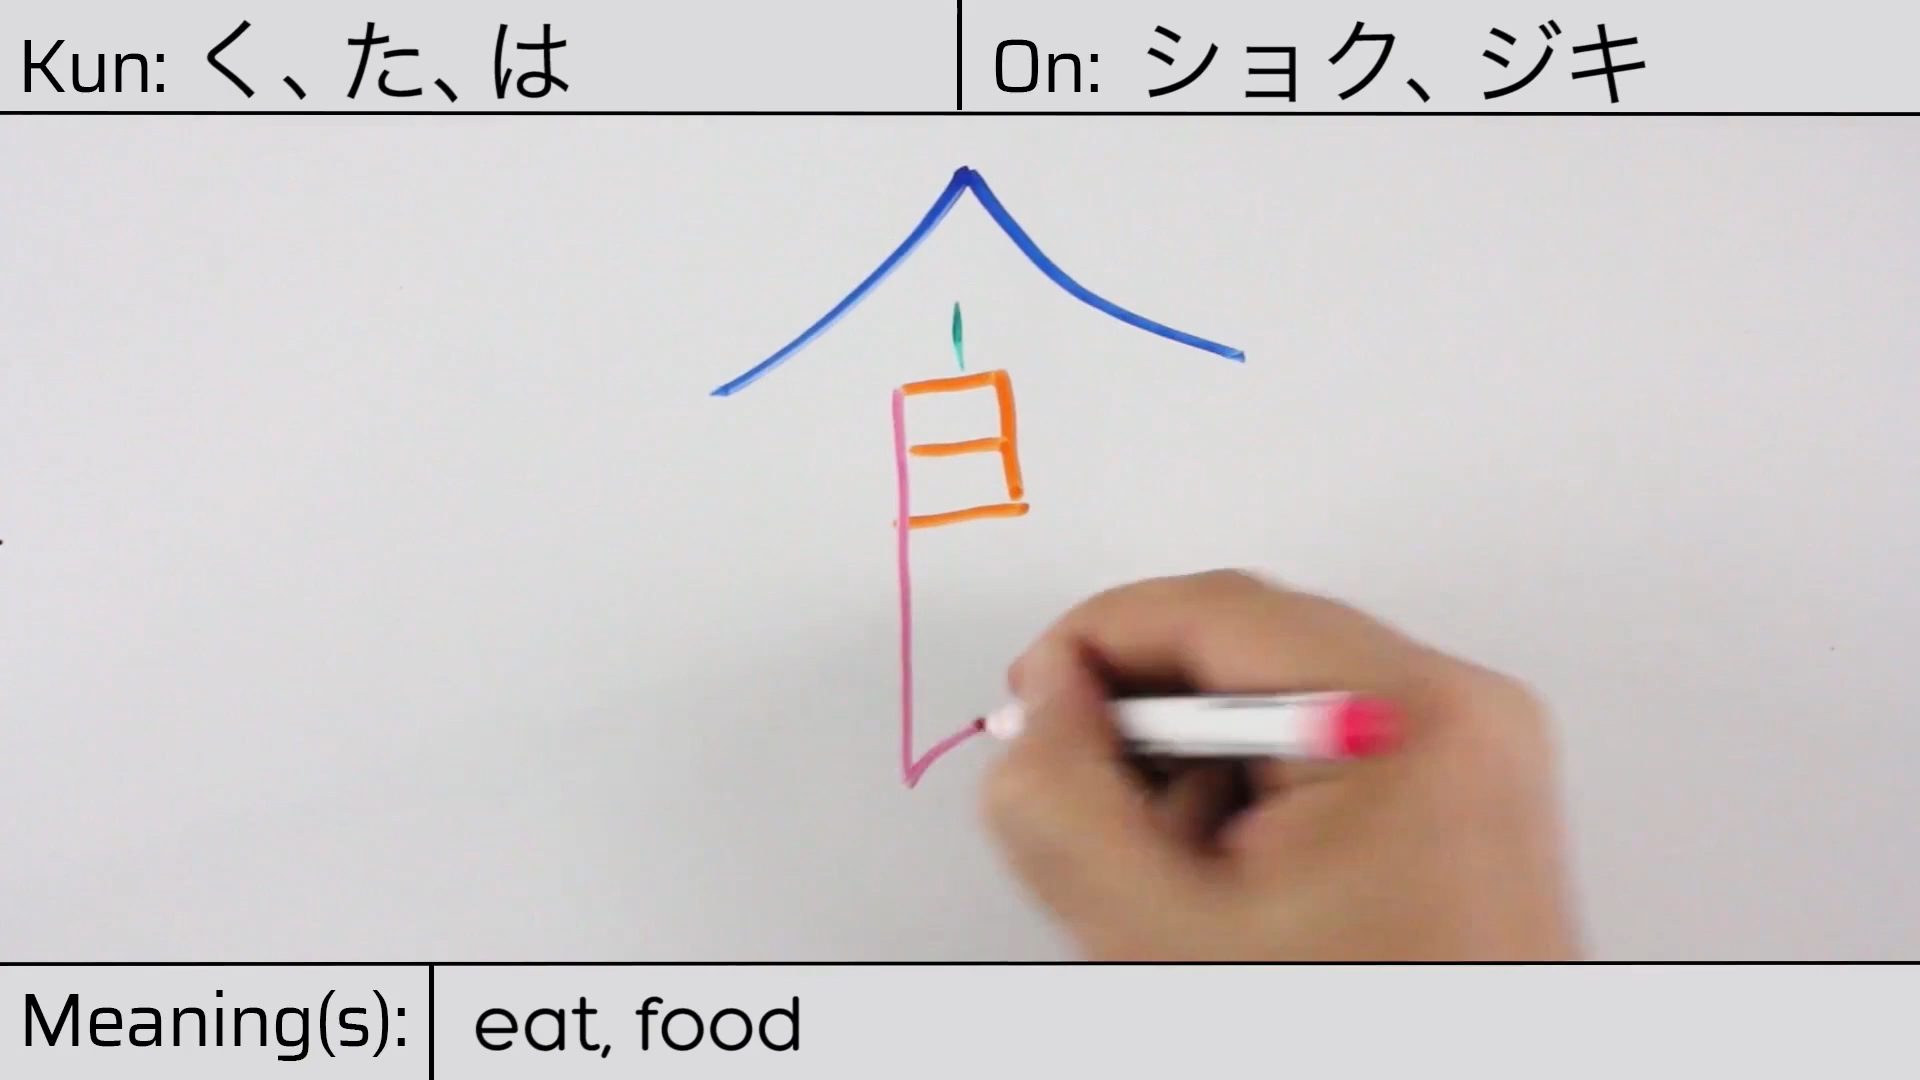 Kun: く、た、は
On: ショク、ジキ
Meaning(s): eat, food